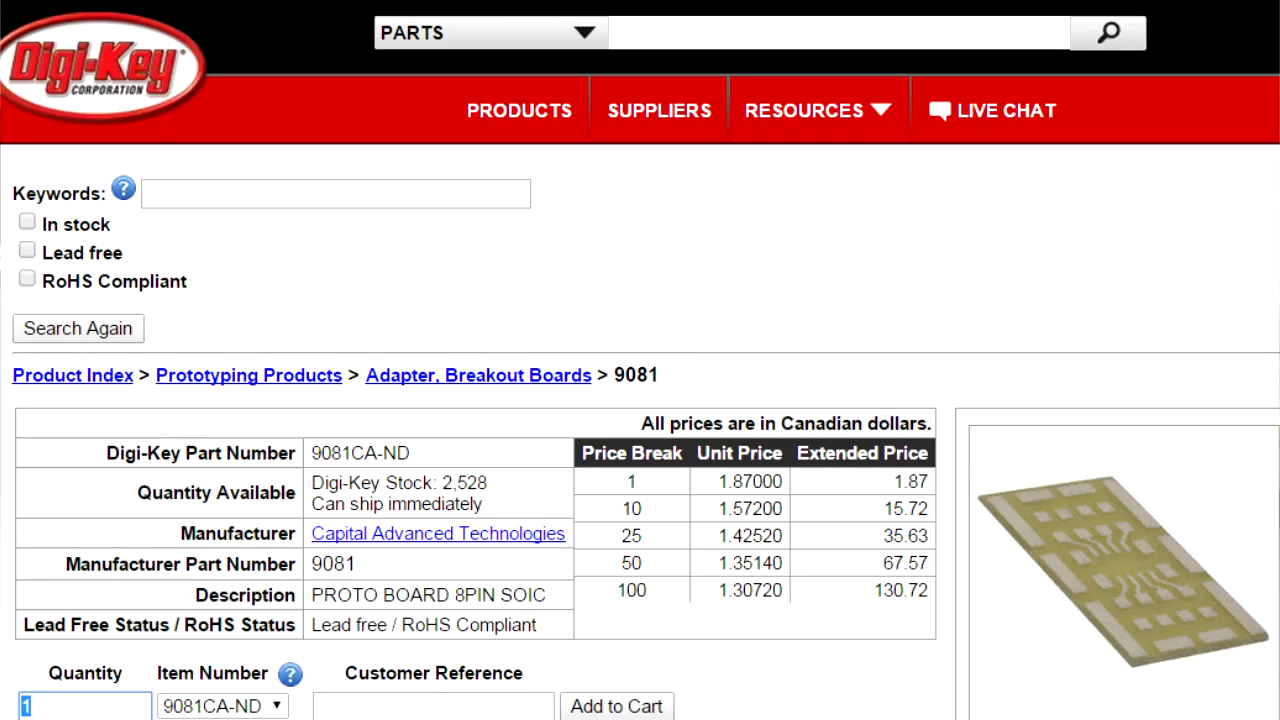 PARTS
Digi-Key
CORPORATION
PRODUCTS SUPPLIERS RESOURCES LIVE CHAT
Keywords: ?
In stock
Lead free
RoHS Compliant
Search Again
Product Index > Prototyping Products > Adapter, Breakout Boards > 9081
All prices are in Canadian dollars.
Digi-Key Part Number 9081CA-ND
Quantity Available Digi-Key Stock: 2,528
Can ship immediately
Manufacturer Capital Advanced Technologies
Manufacturer Part Number 9081
Description PROTO BOARD 8PIN SOIC
Lead Free Status / RoHS Status Lead free / RoHS Compliant
Price Break Unit Price Extended Price
1 1.87000 1.87
10 1.57200 15.72
25 1.42520 35.63
50 1.35140 67.57
100 1.30720 130.72
Quantity Item Number ? Customer Reference
1 9081CA-ND Add to Cart